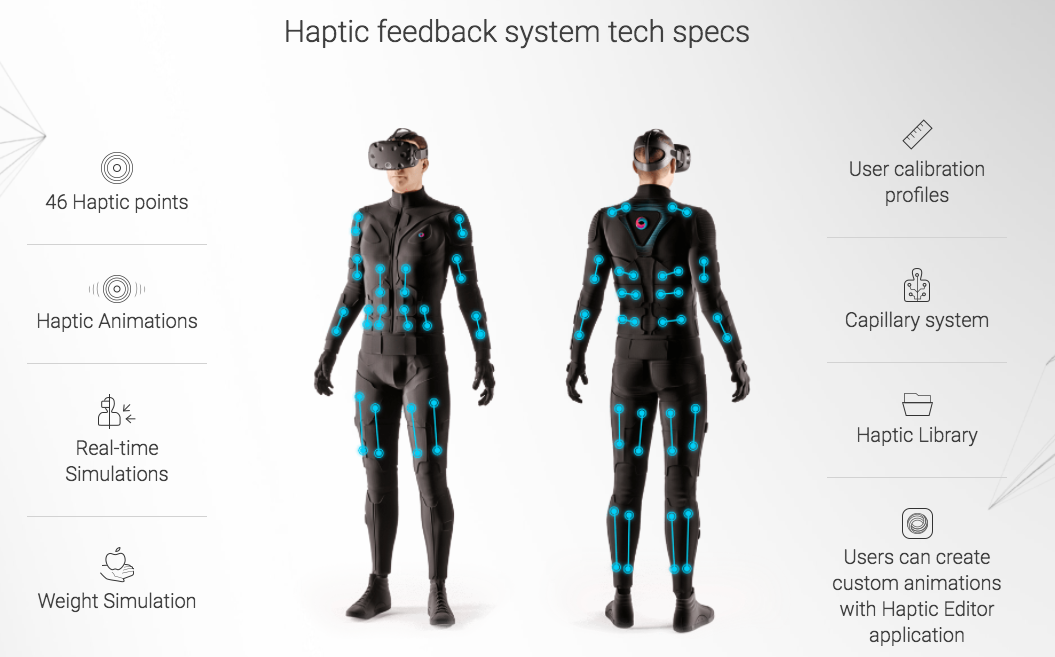 Haptic feedback system tech specs
46 Haptic points
Haptic Animations
Real-time
Simulations
Weight Simulation
User calibration
profiles
Capillary system
Haptic Library
Users can create
custom animations
with Haptic Editor
application